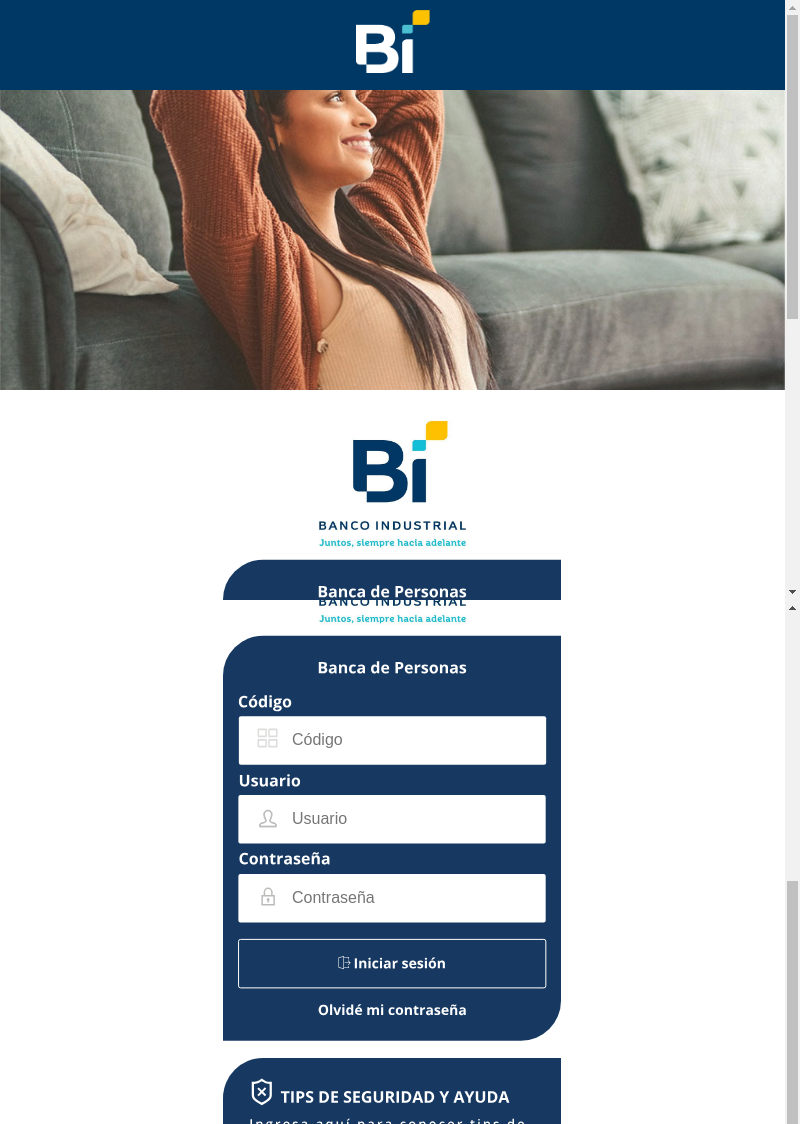 Bi
Bi
BANCO INDUSTRIAL
Juntos, siempre hacia adelante
Banca de Personas
BANCO INDUSTRIAL
Juntos, siempre hacia adelante
Banca de Personas
Código
Código
Usuario
Usuario
Contraseña
Contraseña
Iniciar sesión
Olvidé mi contraseña
TIPS DE SEGURIDAD Y AYUDA
Ingresa aquí para conocer tips de